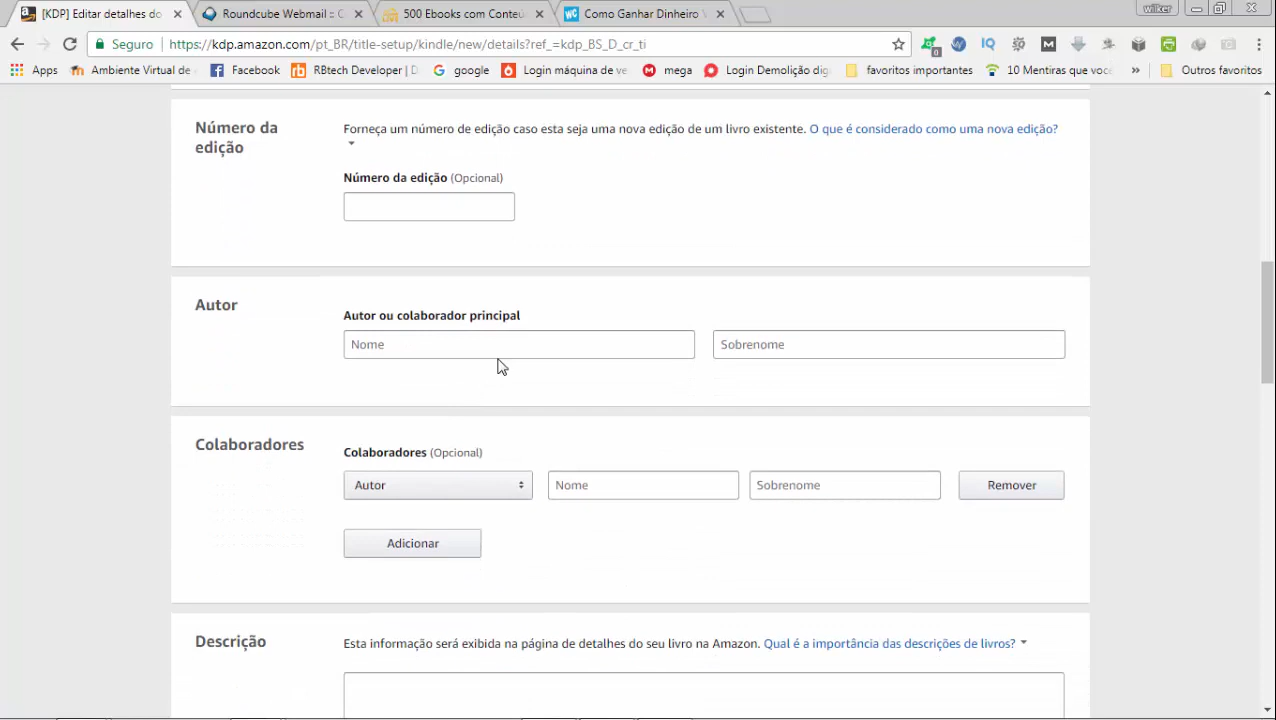 [KDP] Editar detalhes do
Roundcube Webmail ::
500 Ebooks com Conteu
Como Ganhar Dinheiro
wilker
Seguro
https://kdp.amazon.com/pt_BR/title-setup/kindle/new/details?ref_=kdp_BS_D_cr_ti
Apps
Ambiente Virtual de
Facebook
RBtech Developer | D
google
Login máquina de ve
mega
Login Demolição dig
favoritos importantes
10 Mentiras que voc
»
Outros favoritos
Número da edição
Forneça um número de edição caso esta seja uma nova edição de um livro existente. O que é considerado como uma nova edição?
Número da edição (Opcional)
Autor
Autor ou colaborador principal
Nome
Sobrenome
Colaboradores
Colaboradores (Opcional)
Autor
Nome
Sobrenome
Remover
Adicionar
Descrição
Esta informação será exibida na página de detalhes do seu livro na Amazon. Qual é a importância das descrições de livros?